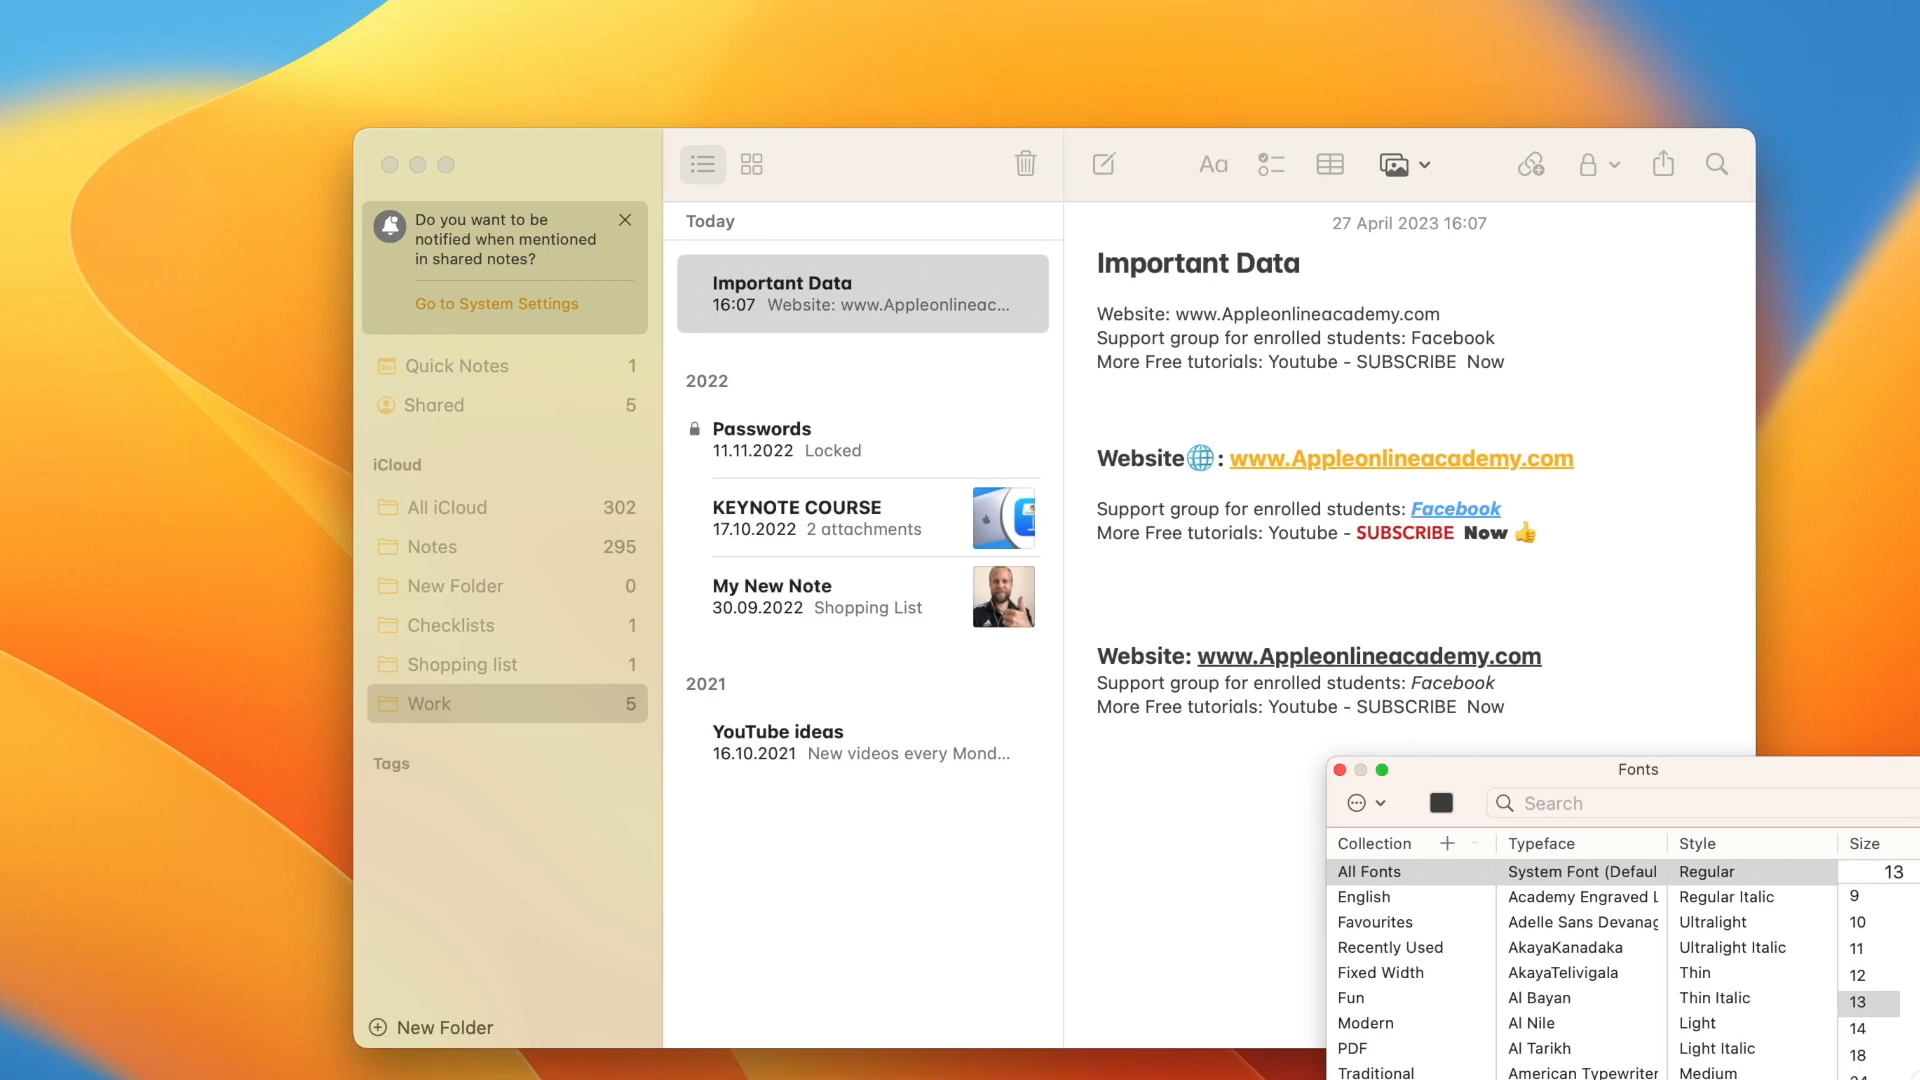 Do you want to be
notified when mentioned
in shared notes?
Go to System Settings
Quick Notes 1
Shared 5
iCloud
All iCloud 302
Notes 295
New Folder 0
Checklists 1
Shopping list 1
Work 5
Tags
New Folder
Today
Important Data
16:07 Website: www.Appleonlineac...
2022
Passwords
11.11.2022 Locked
KEYNOTE COURSE
17.10.2022 2 attachments
My New Note
30.09.2022 Shopping List
2021
YouTube ideas
16.10.2021 New videos every Mond...
Aa
27 April 2023 16:07
Important Data
Website: www.Appleonlineacademy.com
Support group for enrolled students: Facebook
More Free tutorials: Youtube - SUBSCRIBE Now
Website🌐: www.Appleonlineacademy.com
Support group for enrolled students: Facebook
More Free tutorials: Youtube - SUBSCRIBE Now 👍
Website: www.Appleonlineacademy.com
Support group for enrolled students: Facebook
More Free tutorials: Youtube - SUBSCRIBE Now
Fonts
Search
Collection Typeface Style Size
All Fonts System Font (Defaul Regular 13
English Academy Engraved L Regular Italic 9
Favourites Adelle Sans Devanag Ultralight 10
Recently Used AkayaKanadaka Ultralight Italic 11
Fixed Width AkayaTelivigala Thin 12
Fun Al Bayan Thin Italic 13
Modern Al Nile Light 14
PDF Al Tarikh Light Italic 18
Traditional American Typewriter Medium